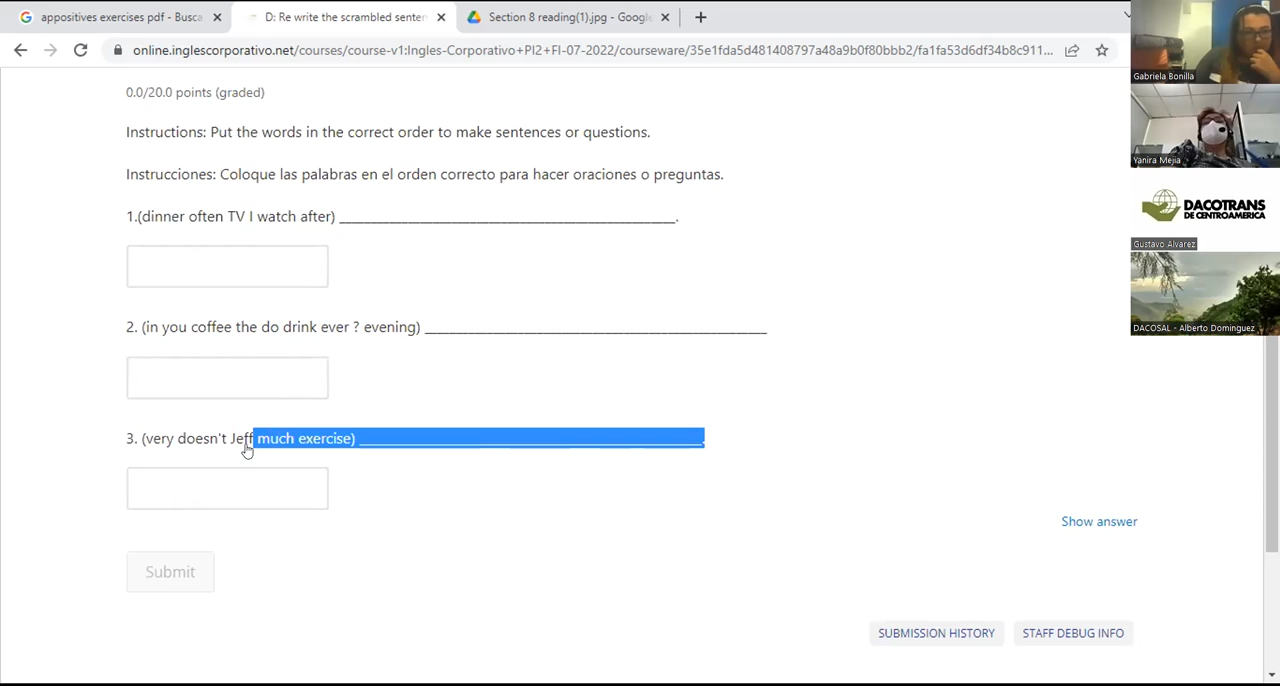 appositives exercises pdf - Busca
D: Re write the scrambled senten
Section 8 reading(1).jpg - Google
online.inglescorporativo.net/courses/course-v1:Ingles-Corporativo+PI2+FI-07-2022/courseware/35e1fda5d481408797a48a9b0f80bbb2/fa1fa53d6df34b8c911...
Gabriela Bonilla
Yanira Mejia
DACOTRANS
DE CENTROAMERICA
Gustavo Alvarez
DACOSAL - Alberto Dominguez
0.0/20.0 points (graded)
Instructions: Put the words in the correct order to make sentences or questions.
Instrucciones: Coloque las palabras en el orden correcto para hacer oraciones o preguntas.
1.(dinner often TV I watch after) ______________________________________________.
2. (in you coffee the do drink ever ? evening) _______________________________________________
3. (very doesn't Jeff much exercise) _______________________________________________.
Show answer
Submit
SUBMISSION HISTORY
STAFF DEBUG INFO